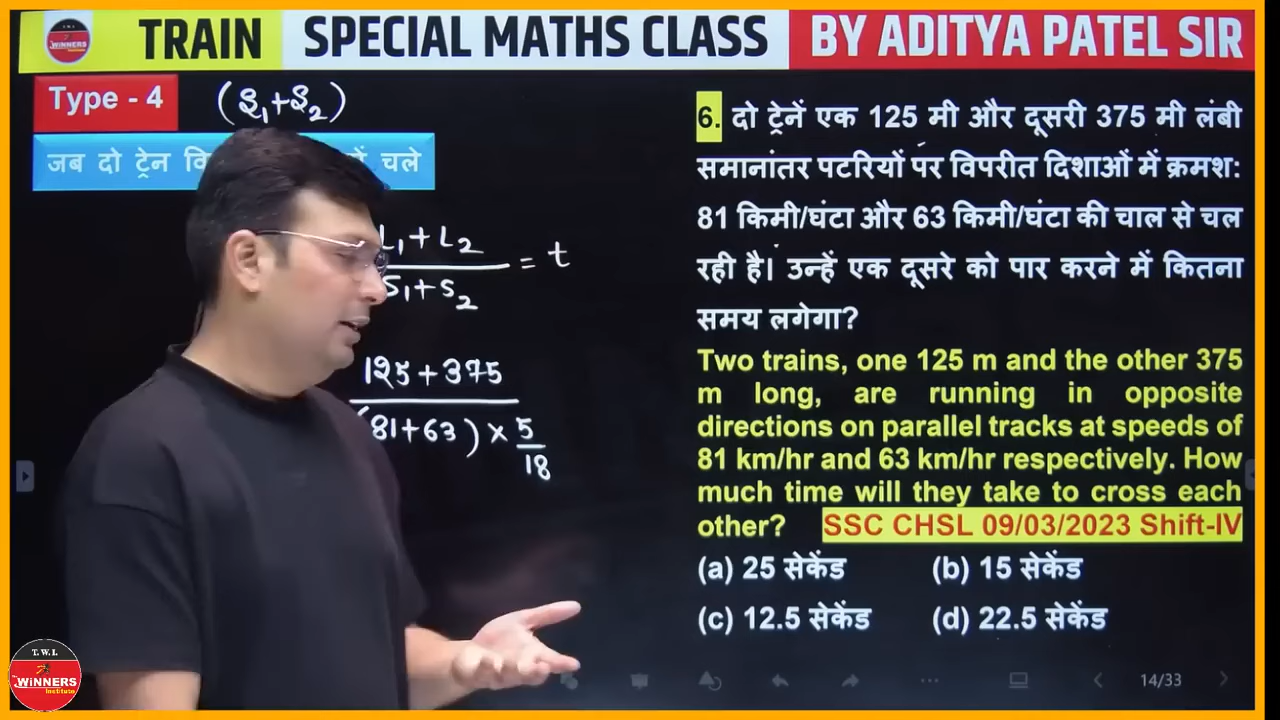 WINNERS
TRAIN SPECIAL MATHS CLASS BY ADITYA PATEL SIR
Type - 4 (S₁+S₂)
जब दो ट्रेन में चले
L₁+L₂
S₁+S₂ = t
125+375
(81+63) × 5/18
6. दो ट्रेनें एक 125 मी और दूसरी 375 मी लंबी
समानांतर पटरियों पर विपरीत दिशाओं में क्रमश:
81 किमी/घंटा और 63 किमी/घंटा की चाल से चल
रही है। उन्हें एक दूसरे को पार करने में कितना
समय लगेगा?
Two trains, one 125 m and the other 375
m long, are running in opposite
directions on parallel tracks at speeds of
81 km/hr and 63 km/hr respectively. How
much time will they take to cross each
other? SSC CHSL 09/03/2023 Shift-IV
(a) 25 सेकेंड (b) 15 सेकेंड
(c) 12.5 सेकेंड (d) 22.5 सेकेंड
14/33
T.W.I.
The
WiNNERS
Institute